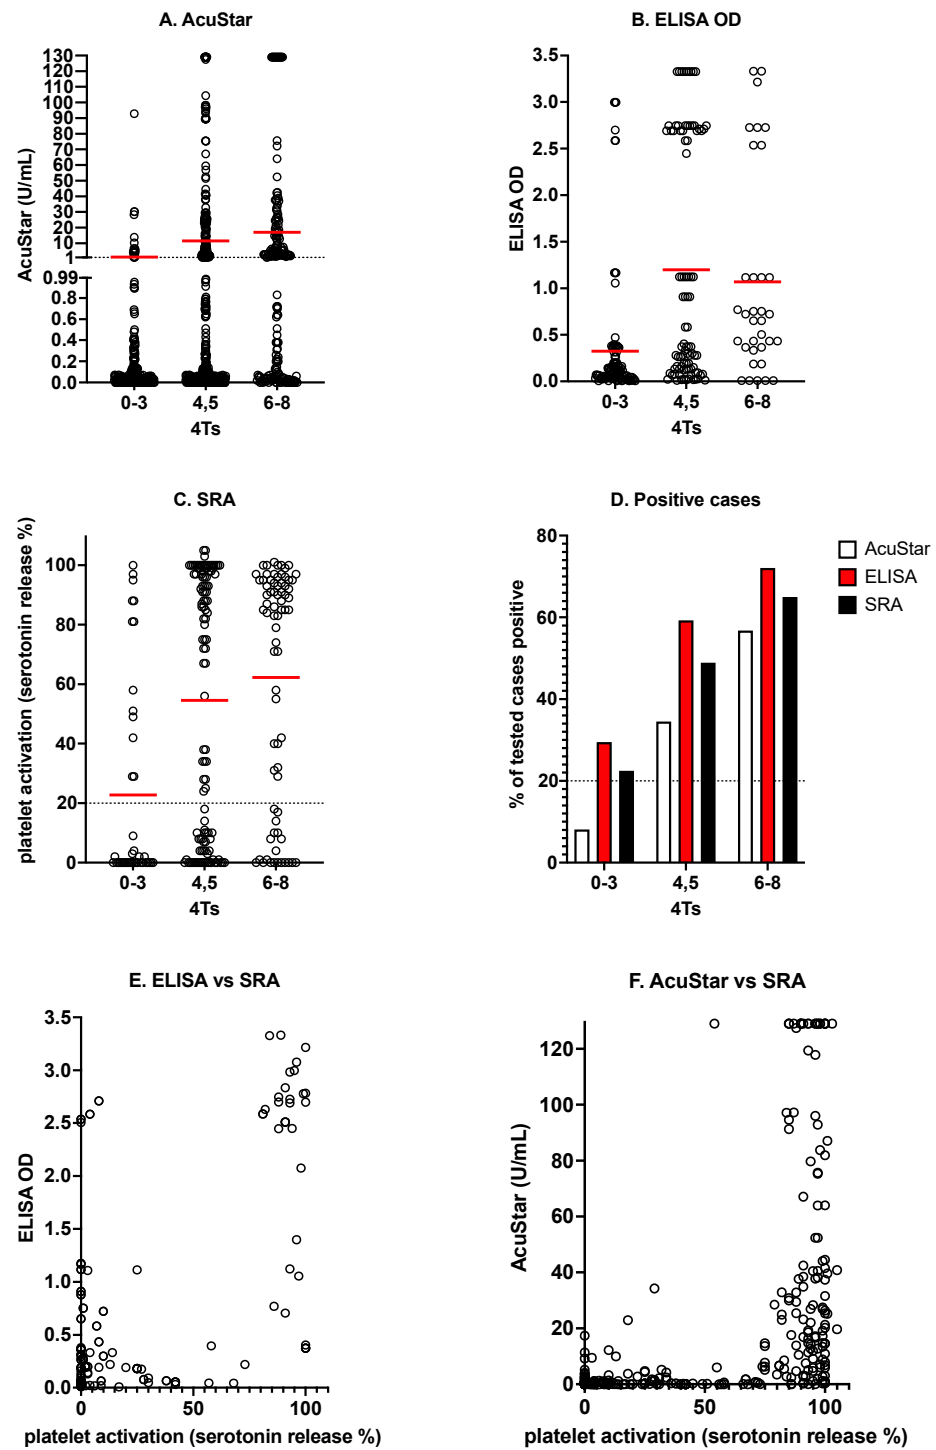 A. AcuStar
AcuStar (U/mL)
130
120
110
100
90
80
70
60
50
40
30
20
10
1
0.99
0.8
0.6
0.4
0.2
0.0
0-3 4,5 6-8
4Ts
B. ELISA OD
ELISA OD
3.5
3.0
2.5
2.0
1.5
1.0
0.5
0.0
0-3 4,5 6-8
4Ts
C. SRA
platelet activation (serotonin release %)
100
80
60
40
20
0
0-3 4,5 6-8
4Ts
D. Positive cases
% of tested cases positive
80
60
40
20
0
0-3 4,5 6-8
4Ts
AcuStar
ELISA
SRA
E. ELISA vs SRA
ELISA OD
3.5
3.0
2.5
2.0
1.5
1.0
0.5
0.0
0 50 100
platelet activation (serotonin release %)
F. AcuStar vs SRA
AcuStar (U/mL)
120
100
80
60
40
20
0
0 50 100
platelet activation (serotonin release %)